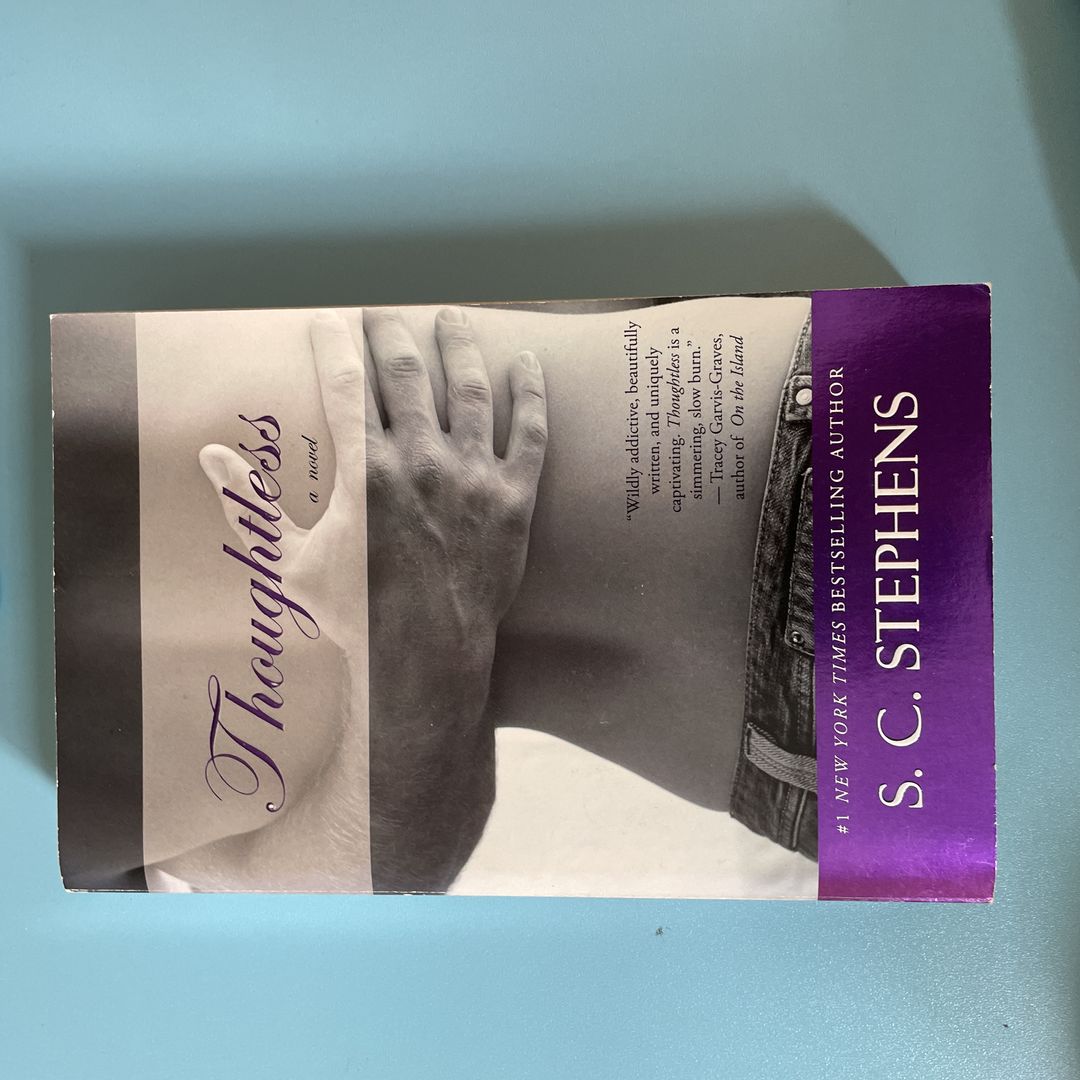 Thoughtless
a novel
“Wildly addictive, beautifully
written, and uniquely
captivating. Thoughtless is a
simmering, slow burn.”
— Tracey Garvis-Graves,
author of On the Island
#1 NEW YORK TIMES BESTSELLING AUTHOR
S. C. STEPHENS